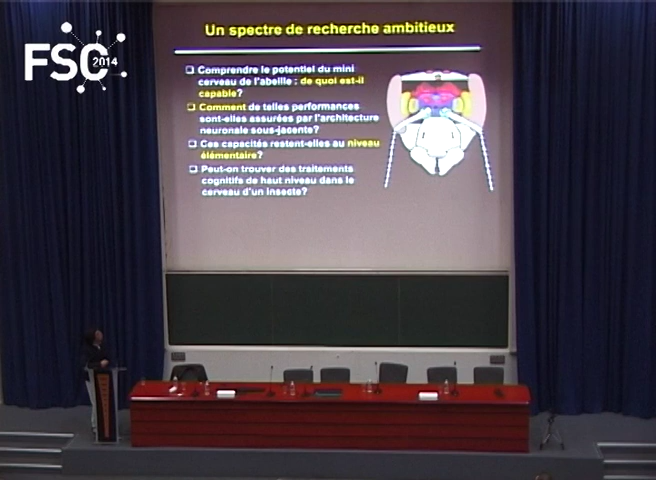 FSC 2014
Un spectre de recherche ambitieux
❑ Comprendre le potentiel du mini
cerveau de l'abeille : de quoi est-il
capable?
❑ Comment de telles performances
sont-elles assurées par l'architecture
neuronale sous-jacente?
❑ Ces capacités restent-elles au niveau
élémentaire?
❑ Peut-on trouver des traitements
cognitifs de haut niveau dans le
cerveau d'un insecte?